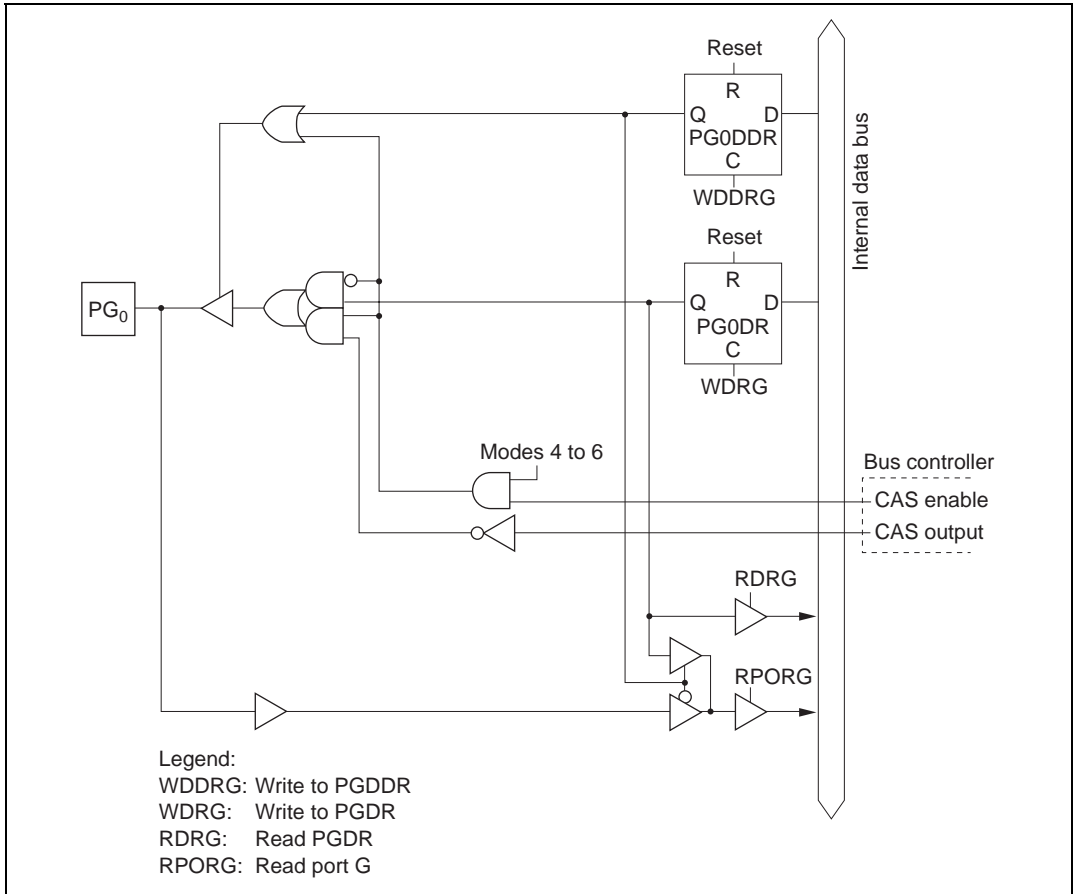 Reset
R
Q D
PG0DDR
C
WDDRG
Internal data bus
Reset
R
Q D
PG0DR
C
WDRG
PG0
Modes 4 to 6
Bus controller
CAS enable
CAS output
RDRG
RPORG
Legend:
WDDRG: Write to PGDDR
WDRG: Write to PGDR
RDRG: Read PGDR
RPORG: Read port G